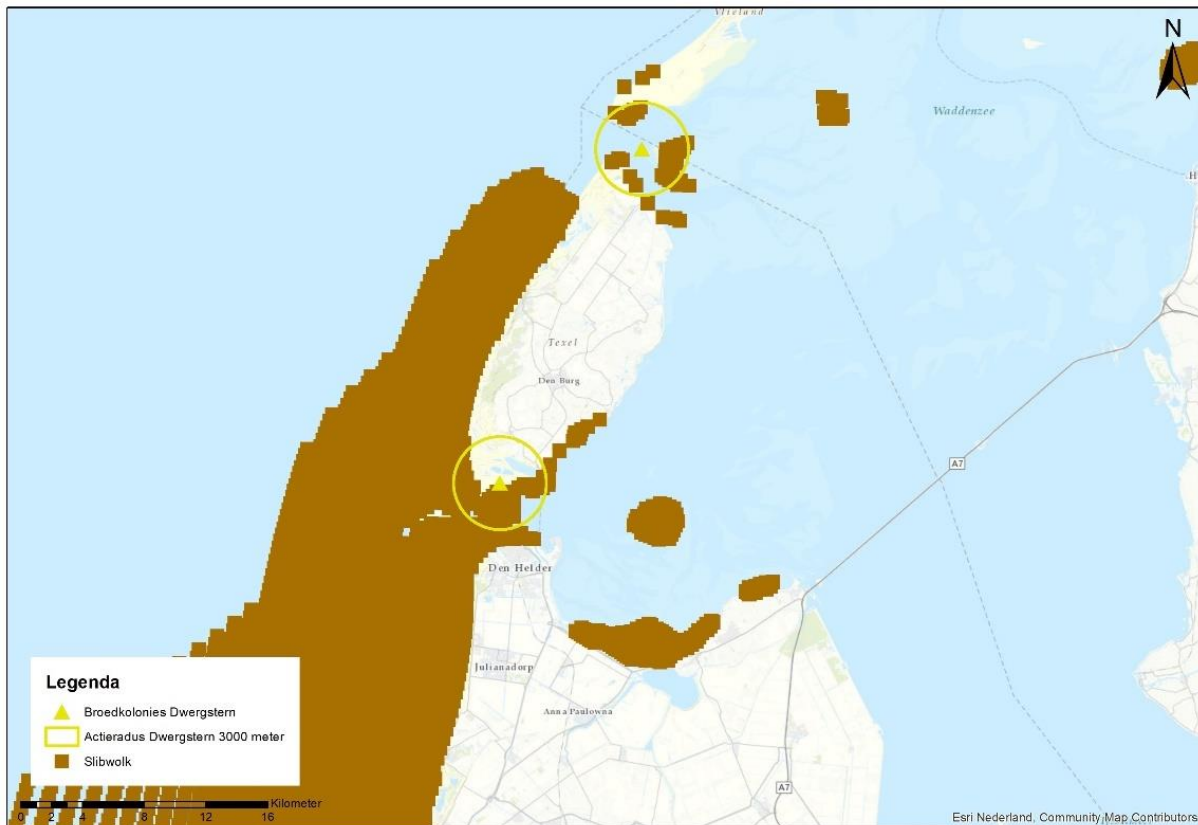 Vlieland
N
Waddenzee
H
Texel
Den Burg
A7
Den Helder
Julianadorp
Anna Paulowna
A7
Legenda
Broedkolonies Dwergstern
Actieradus Dwergstern 3000 meter
Slibwolk
Kilometer
0 2 4 8 12 16
Esri Nederland, Community Map Contributors